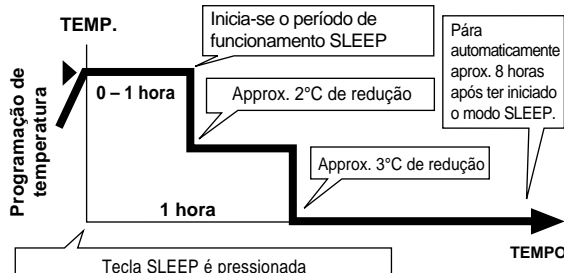 TEMP.
Inicia-se o período de
funcionamento SLEEP
Pára
automaticamente
aprox. 8 horas
após ter iniciado
o modo SLEEP.
Programação de
temperatura
0 – 1 hora
Approx. 2°C de redução
Approx. 3°C de redução
1 hora
TEMPO
Tecla SLEEP é pressionada